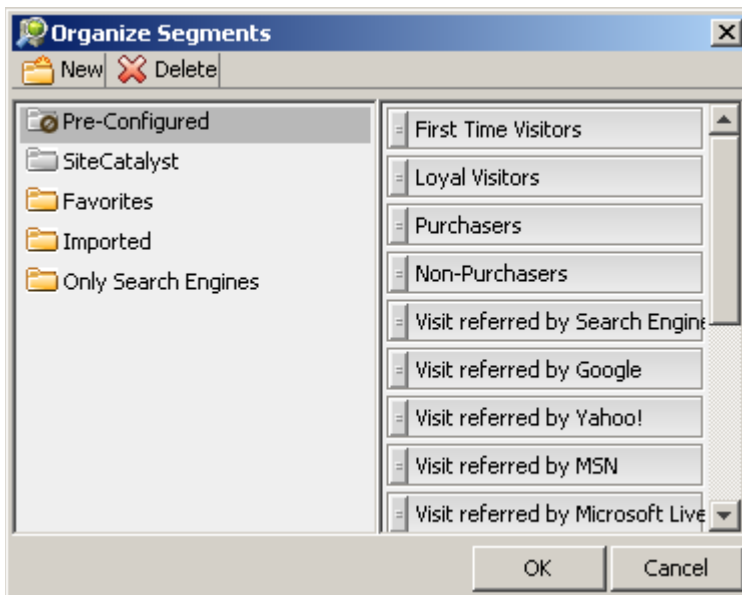 Organize Segments
New
Delete
Pre-Configured
SiteCatalyst
Favorites
Imported
Only Search Engines
First Time Visitors
Loyal Visitors
Purchasers
Non-Purchasers
Visit referred by Search Engine
Visit referred by Google
Visit referred by Yahoo!
Visit referred by MSN
Visit referred by Microsoft Live
OK
Cancel